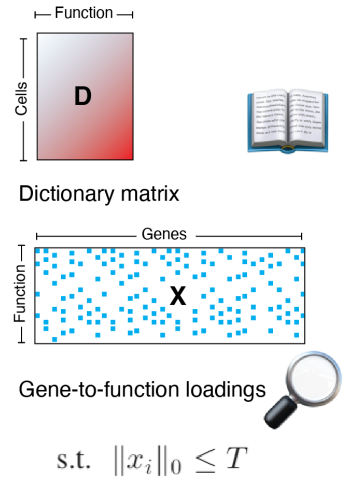 Function
Cells
D
Dictionary matrix
Genes
Function
X
Gene-to-function loadings
s.t. ‖x_i‖_0 ≤ T